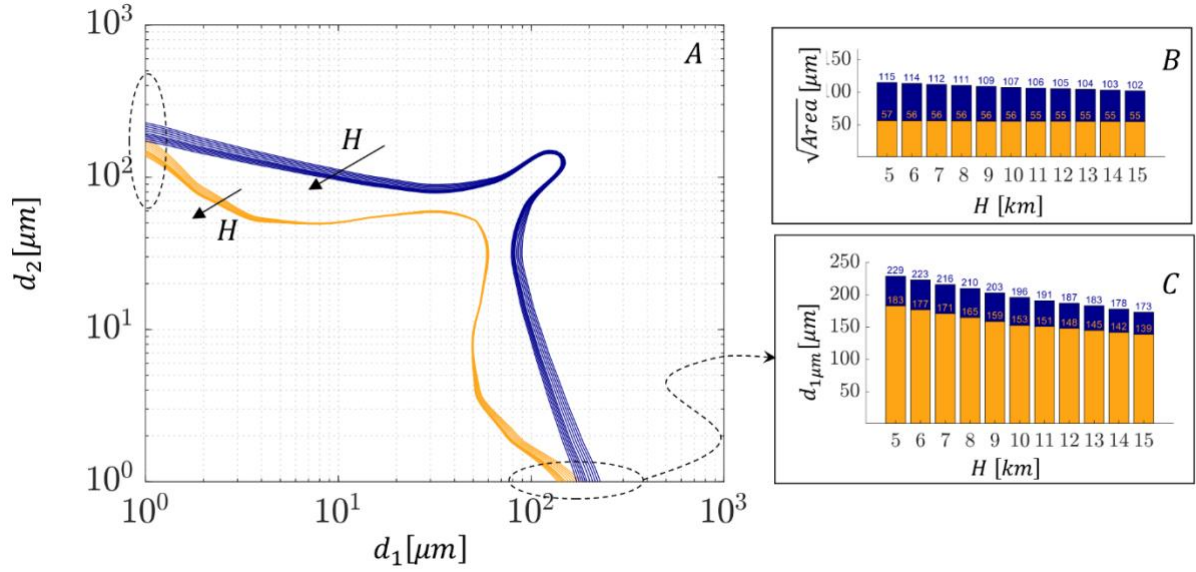 10³
10²
10¹
10⁰
10⁰
10¹
10²
10³
d₂[μm]
d₁[μm]
A
H
H
B
√Area [μm]
150
100
50
115 114 112 111 109 107 106 105 104 103 102
57 56 56 56 56 56 55 55 55 55 55
5 6 7 8 9 10 11 12 13 14 15
H [km]
C
d₁μm[μm]
250
200
150
100
50
229 223 216 210 203 196 191 187 183 178 173
183 177 171 165 159 153 151 148 145 142 139
5 6 7 8 9 10 11 12 13 14 15
H [km]